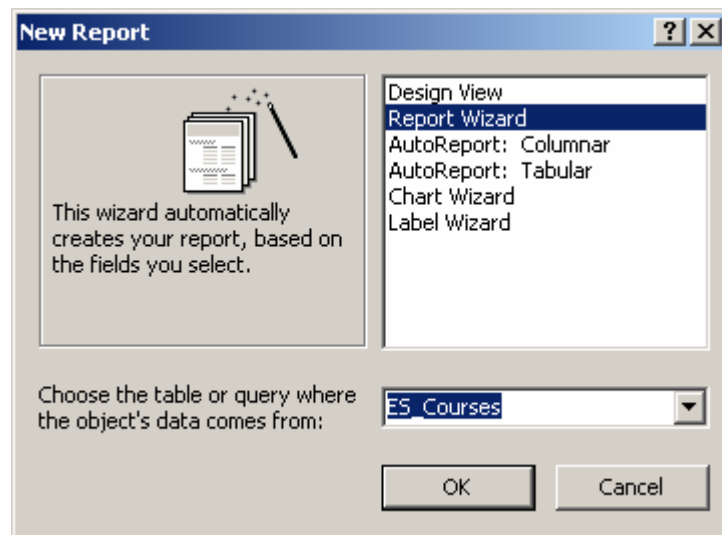 New Report
This wizard automatically
creates your report, based on
the fields you select.
Design View
Report Wizard
AutoReport: Columnar
AutoReport: Tabular
Chart Wizard
Label Wizard
Choose the table or query where
the object's data comes from:
ES_Courses
OK
Cancel